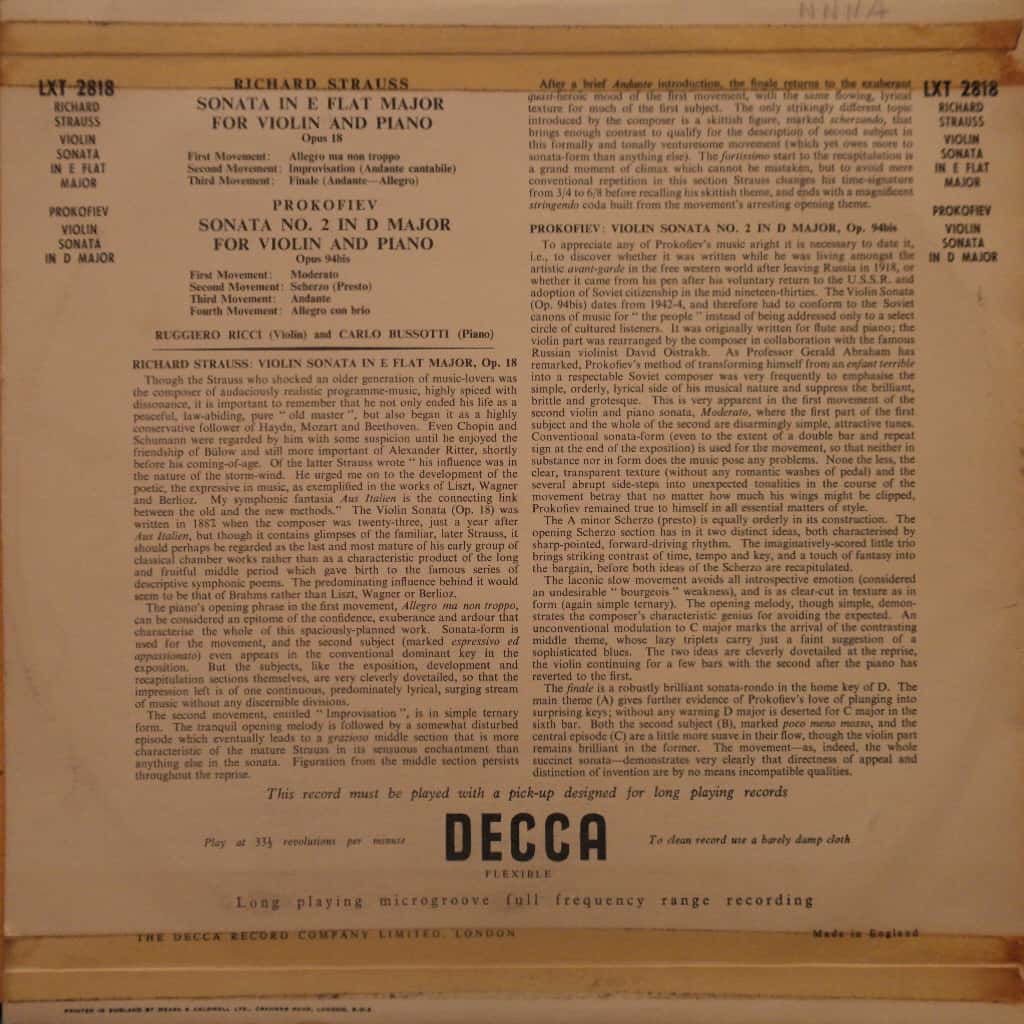 LXT 2818
RICHARD
STRAUSS
VIOLIN
SONATA
IN E FLAT
MAJOR
PROKOFIEV
VIOLIN
SONATA
IN D MAJOR
RICHARD STRAUSS
SONATA IN E FLAT MAJOR
FOR VIOLIN AND PIANO
Opus 18
First Movement: Allegro ma non troppo
Second Movement: Improvisation (Andante cantabile)
Third Movement: Finale (Andante—Allegro)
PROKOFIEV
SONATA NO. 2 IN D MAJOR
FOR VIOLIN AND PIANO
Opus 94bis
First Movement: Moderato
Second Movement: Scherzo (Presto)
Third Movement: Andante
Fourth Movement: Allegro con brio
RUGGIERO RICCI (Violin) and CARLO BUSSOTTI (Piano)
RICHARD STRAUSS: VIOLIN SONATA IN E FLAT MAJOR, Op. 18
Though the Strauss who shocked an older generation of music-lovers was
the composer of audaciously realistic programme-music, highly spiced with
dissonance, it is important to remember that he not only ended his life as a
peaceful, law-abiding, pure " old master ", but also began it as a highly
conservative follower of Haydn, Mozart and Beethoven. Even Chopin and
Schumann were regarded by him with some suspicion until he enjoyed the
friendship of Bülow and still more important of Alexander Ritter, shortly
before his coming-of-age. Of the latter Strauss wrote " his influence was in
the nature of the storm-wind. He urged me on to the development of the
poetic, the expressive in music, as exemplified in the works of Liszt, Wagner
and Berlioz. My symphonic fantasia Aus Italien is the connecting link
between the old and the new methods." The Violin Sonata (Op. 18) was
written in 1887 when the composer was twenty-three, just a year after
Aus Italien, but though it contains glimpses of the familiar, later Strauss, it
should perhaps be regarded as the last and most mature of his early group of
classical chamber works rather than as a characteristic product of the long
and fruitful middle period which gave birth to the famous series of
descriptive symphonic poems. The predominating influence behind it would
seem to be that of Brahms rather than Liszt, Wagner or Berlioz.
The piano's opening phrase in the first movement, Allegro ma non troppo,
can be considered an epitome of the confidence, exuberance and ardour that
characterise the whole of this spaciously-planned work. Sonata-form is
used for the movement, and the second subject (marked espressivo ed
appassionato) even appears in the conventional dominant key in the
exposition. But the subjects, like the exposition, development and
recapitulation sections themselves, are very cleverly dovetailed, so that the
impression left is of one continuous, predominately lyrical, surging stream
of music without any discernible divisions.
The second movement, entitled " Improvisation ", is in simple ternary
form. The tranquil opening melody is followed by a somewhat disturbed
episode which eventually leads to a grazioso middle section that is more
characteristic of the mature Strauss in its sensuous enchantment than
anything else in the sonata. Figuration from the middle section persists
throughout the reprise.
After a brief Andante introduction, the finale returns to the exuberant
quasi-heroic mood of the first movement, with the same flowing, lyrical
texture for much of the first subject. The only strikingly different topic
introduced by the composer is a skittish figure, marked scherzando, that
brings enough contrast to qualify for the description of second subject in
this formally and tonally venturesome movement (which yet owes more to
sonata-form than anything else). The fortissimo start to the recapitulation is
a grand moment of climax which cannot be mistaken, but to avoid mere
conventional repetition in this section Strauss changes his time-signature
from 3/4 to 6/8 before recalling his skittish theme, and ends with a magnificent
stringendo coda built from the movement's arresting opening theme.
PROKOFIEV: VIOLIN SONATA NO. 2 IN D MAJOR, Op. 94bis
To appreciate any of Prokofiev's music aright it is necessary to date it,
i.e., to discover whether it was written while he was living amongst the
artistic avant-garde in the free western world after leaving Russia in 1918, or
whether it came from his pen after his voluntary return to the U.S.S.R. and
adoption of Soviet citizenship in the mid nineteen-thirties. The Violin Sonata
(Op. 94bis) dates from 1942-4, and therefore had to conform to the Soviet
canons of music for " the people " instead of being addressed only to a select
circle of cultured listeners. It was originally written for flute and piano; the
violin part was rearranged by the composer in collaboration with the famous
Russian violinist David Oistrakh. As Professor Gerald Abraham has
remarked, Prokofiev's method of transforming himself from an enfant terrible
into a respectable Soviet composer was very frequently to emphasise the
simple, orderly, lyrical side of his musical nature and suppress the brilliant,
brittle and grotesque. This is very apparent in the first movement of the
second violin and piano sonata, Moderato, where the first part of the first
subject and the whole of the second are disarmingly simple, attractive tunes.
Conventional sonata-form (even to the extent of a double bar and repeat
sign at the end of the exposition) is used for the movement, so that neither in
substance nor in form does the music pose any problems. None the less, the
clear, transparent texture (without any romantic washes of pedal) and the
several abrupt side-steps into unexpected tonalities in the course of the
movement betray that no matter how much his wings might be clipped,
Prokofiev remained true to himself in all essential matters of style.
The A minor Scherzo (presto) is equally orderly in its construction. The
opening Scherzo section has in it two distinct ideas, both characterised by
sharp-pointed, forward-driving rhythm. The imaginatively-scored little trio
brings striking contrast of time, tempo and key, and a touch of fantasy into
the bargain, before both ideas of the Scherzo are recapitulated.
The laconic slow movement avoids all introspective emotion (considered
an undesirable " bourgeois " weakness), and is as clear-cut in texture as in
form (again simple ternary). The opening melody, though simple, demon-
strates the composer's characteristic genius for avoiding the expected. An
unconventional modulation to C major marks the arrival of the contrasting
middle theme, whose lazy triplets carry just a faint suggestion of a
sophisticated blues. The two ideas are cleverly dovetailed at the reprise,
the violin continuing for a few bars with the second after the piano has
reverted to the first.
The finale is a robustly brilliant sonata-rondo in the home key of D. The
main theme (A) gives further evidence of Prokofiev's love of plunging into
surprising keys; without any warning D major is deserted for C major in the
sixth bar. Both the second subject (B), marked poco meno mosso, and the
central episode (C) are a little more suave in their flow, though the violin part
remains brilliant in the former. The movement—as, indeed, the whole
succinct sonata—demonstrates very clearly that directness of appeal and
distinction of invention are by no means incompatible qualities.
LXT 2818
RICHARD
STRAUSS
VIOLIN
SONATA
IN E FLAT
MAJOR
PROKOFIEV
VIOLIN
SONATA
IN D MAJOR
This record must be played with a pick-up designed for long playing records
Play at 33⅓ revolutions per minute
DECCA
To clean record use a barely damp cloth
FLEXIBLE
Long playing microgroove full frequency range recording
THE DECCA RECORD COMPANY LIMITED, LONDON
Made in England
PRINTED IN ENGLAND BY
LONDON,